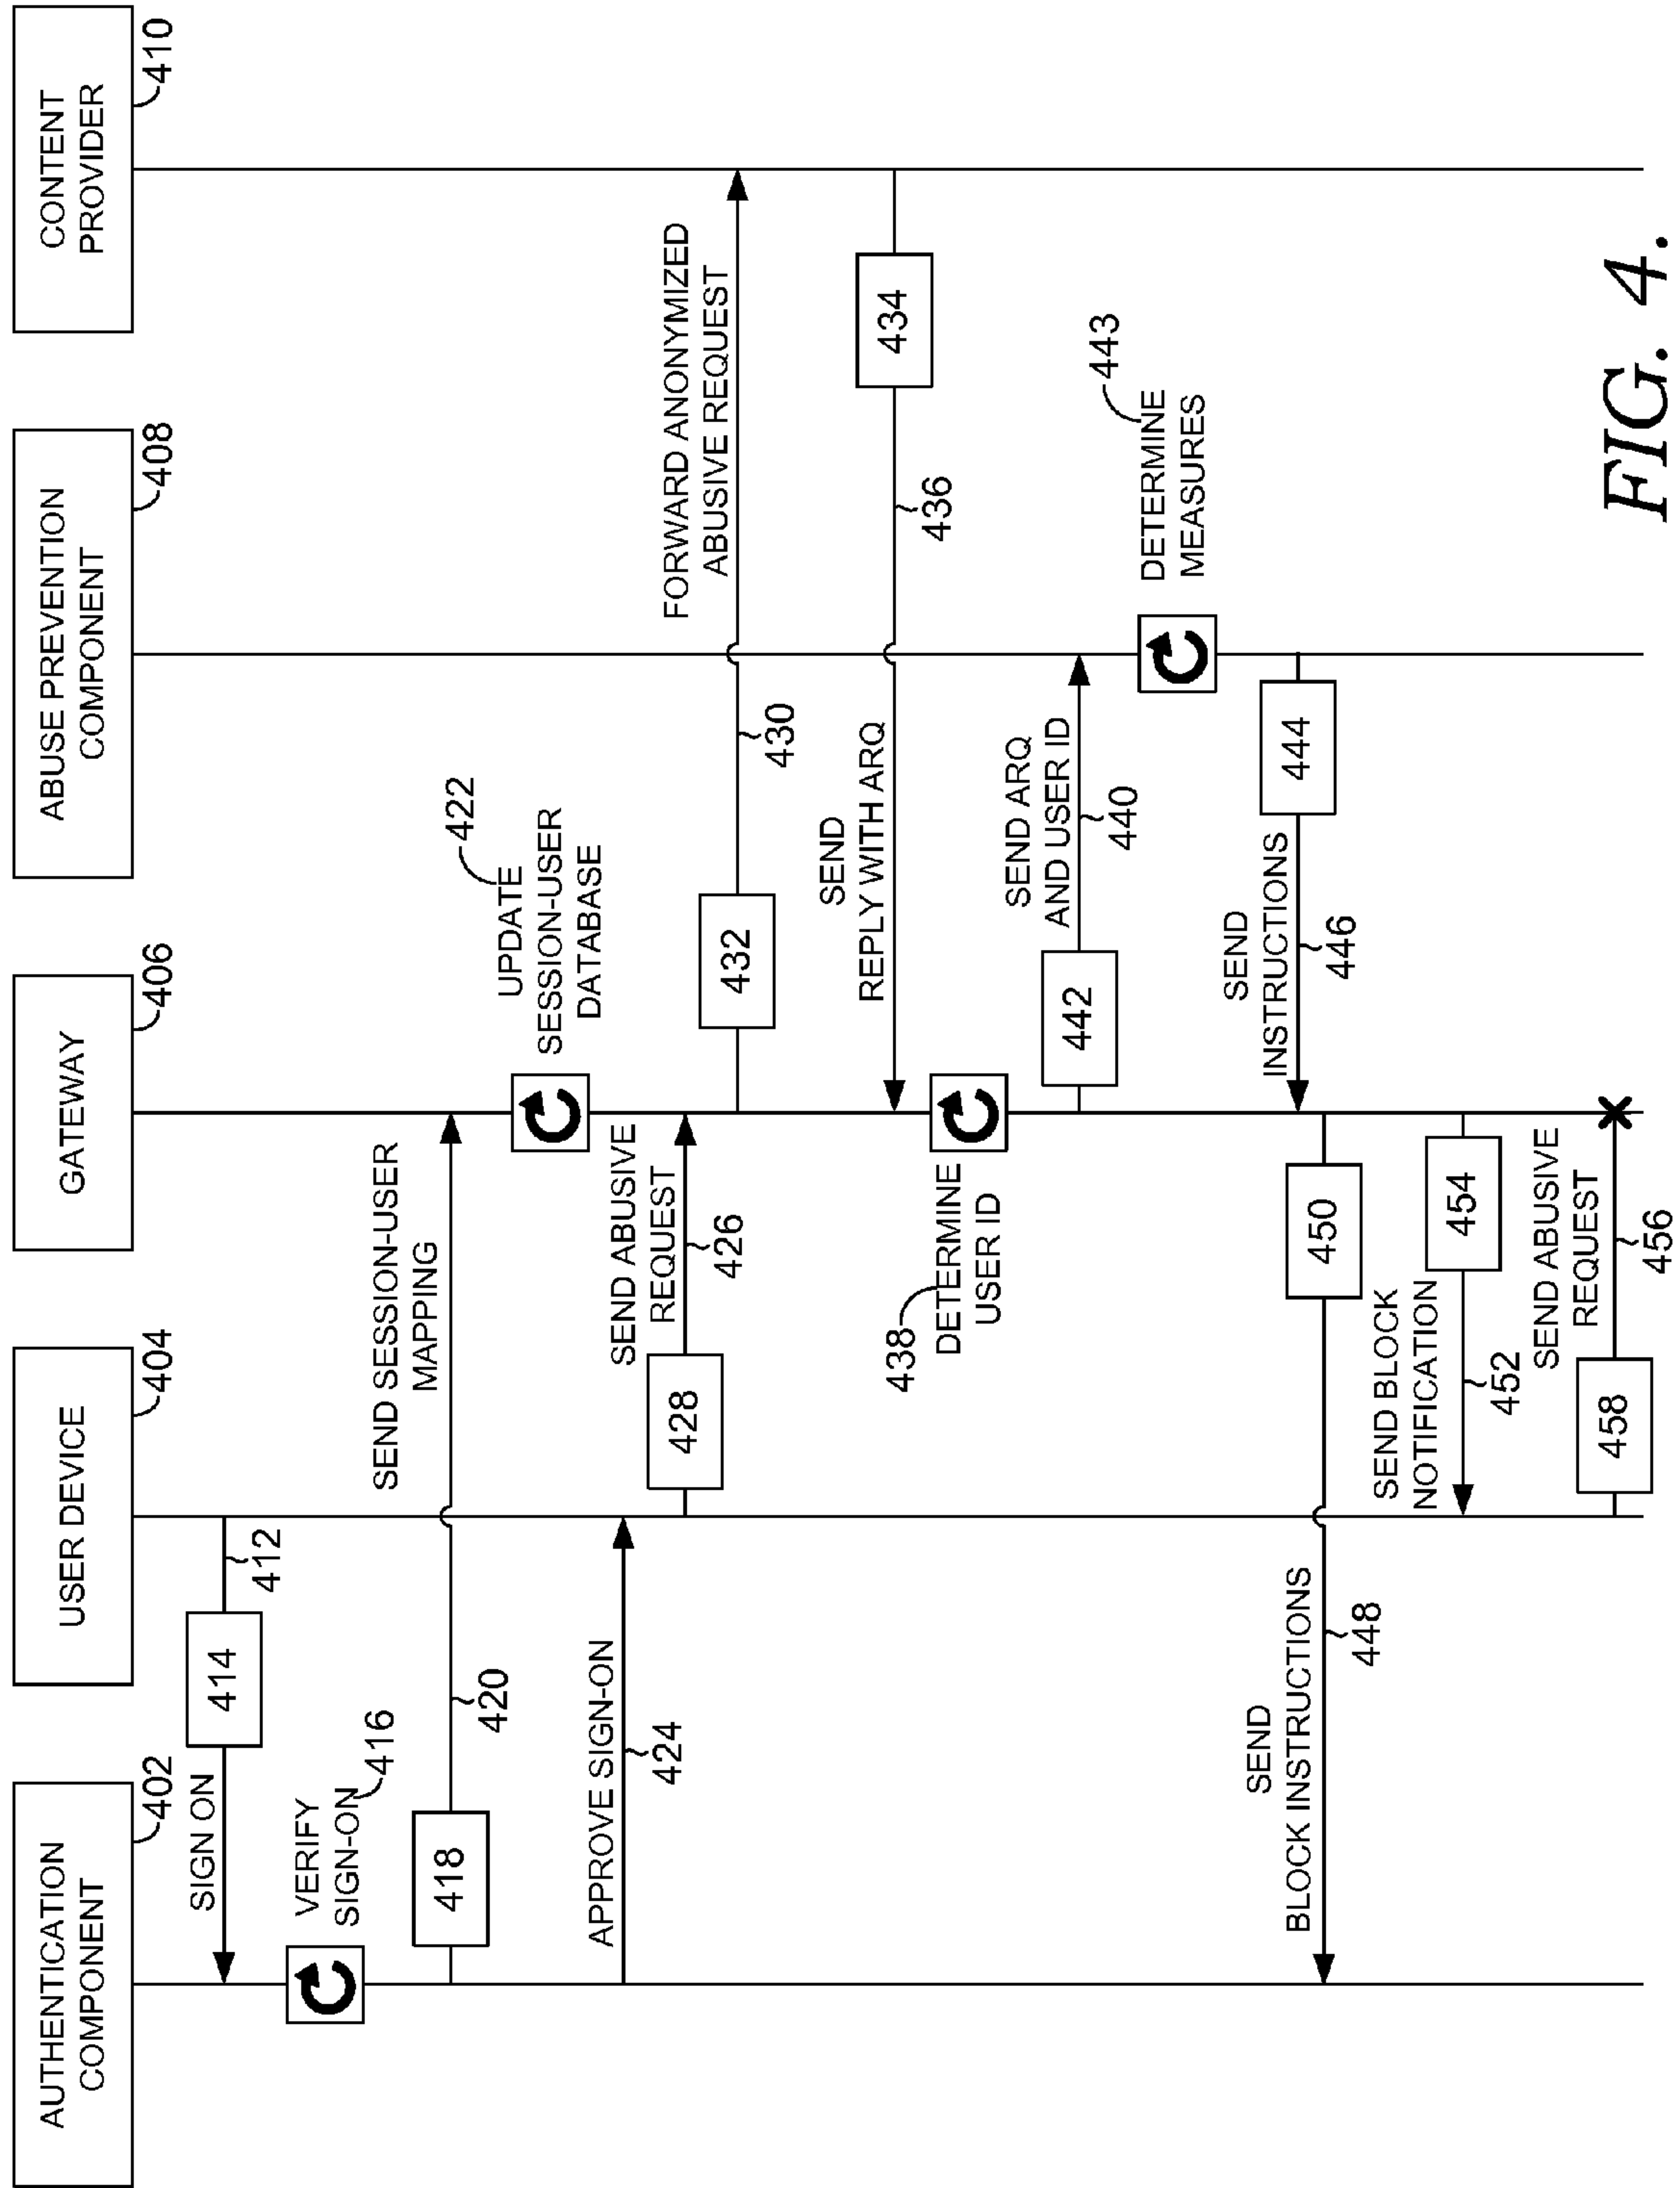 AUTHENTICATION
COMPONENT
402
USER DEVICE
404
GATEWAY
406
ABUSE PREVENTION
COMPONENT
408
CONTENT
PROVIDER
410
SIGN ON
414
412
VERIFY
SIGN-ON
416
418
420
SEND SESSION-USER
MAPPING
UPDATE
SESSION-USER
DATABASE
422
APPROVE SIGN-ON
424
428
SEND ABUSIVE
REQUEST
426
432
430
FORWARD ANONYMIZED
ABUSIVE REQUEST
SEND
REPLY WITH ARQ
436
434
438
DETERMINE
USER ID
442
SEND ARQ
AND USER ID
440
DETERMINE
MEASURES
443
SEND
INSTRUCTIONS
446
444
SEND
BLOCK INSTRUCTIONS
448
450
SEND BLOCK
NOTIFICATION
452
454
458
SEND ABUSIVE
REQUEST
456
FIG. 4.